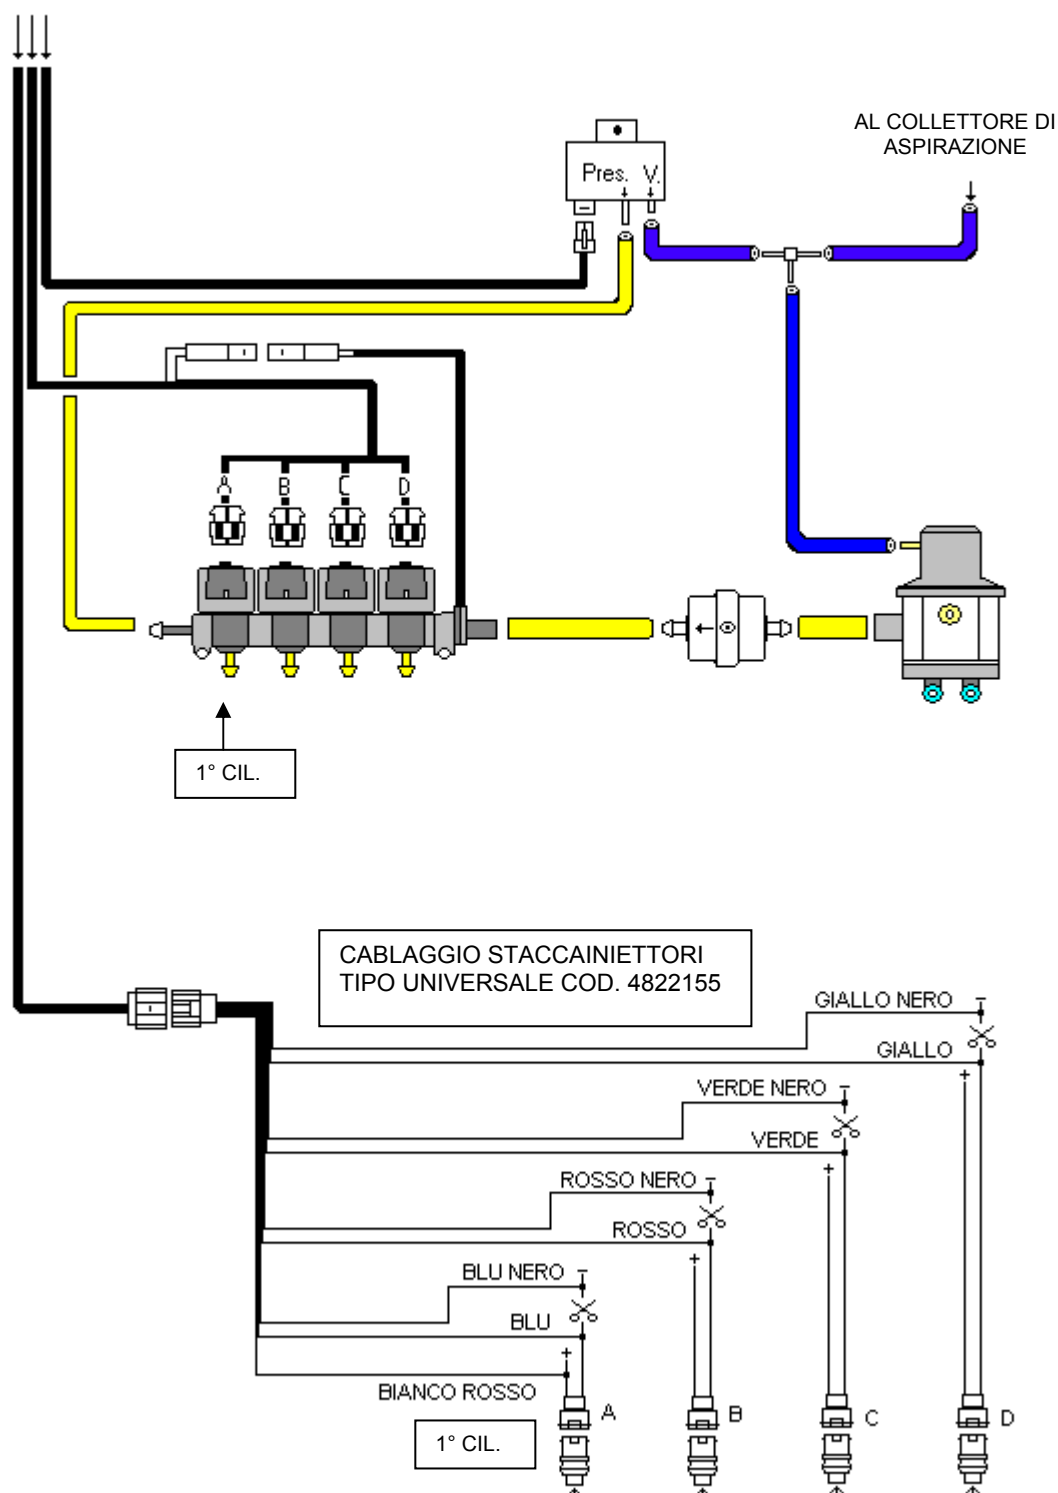 AL COLLETTORE DI
ASPIRAZIONE
Pres. V.
A B C D
1° CIL.
CABLAGGIO STACCAINIETTORI
TIPO UNIVERSALE COD. 4822155
GIALLO NERO -
GIALLO
+
VERDE NERO -
VERDE
+
ROSSO NERO -
ROSSO
+
BLU NERO -
BLU
+
BIANCO ROSSO
A B C D
1° CIL.